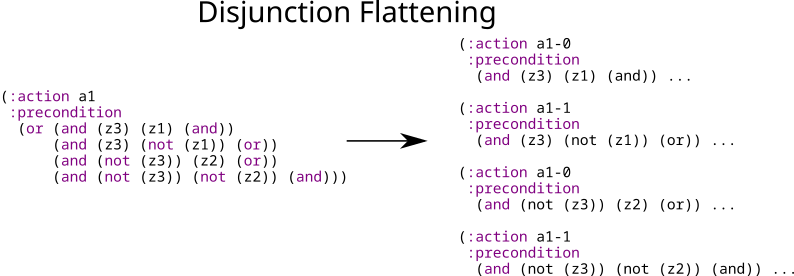 Disjunction Flattening
(:action a1
:precondition
(or (and (z3) (z1) (and))
(and (z3) (not (z1)) (or))
(and (not (z3)) (z2) (or))
(and (not (z3)) (not (z2)) (and)))
(:action a1-0
:precondition
(and (z3) (z1) (and)) ...
(:action a1-1
:precondition
(and (z3) (not (z1)) (or)) ...
(:action a1-0
:precondition
(and (not (z3)) (z2) (or)) ...
(:action a1-1
:precondition
(and (not (z3)) (not (z2)) (and)) ...